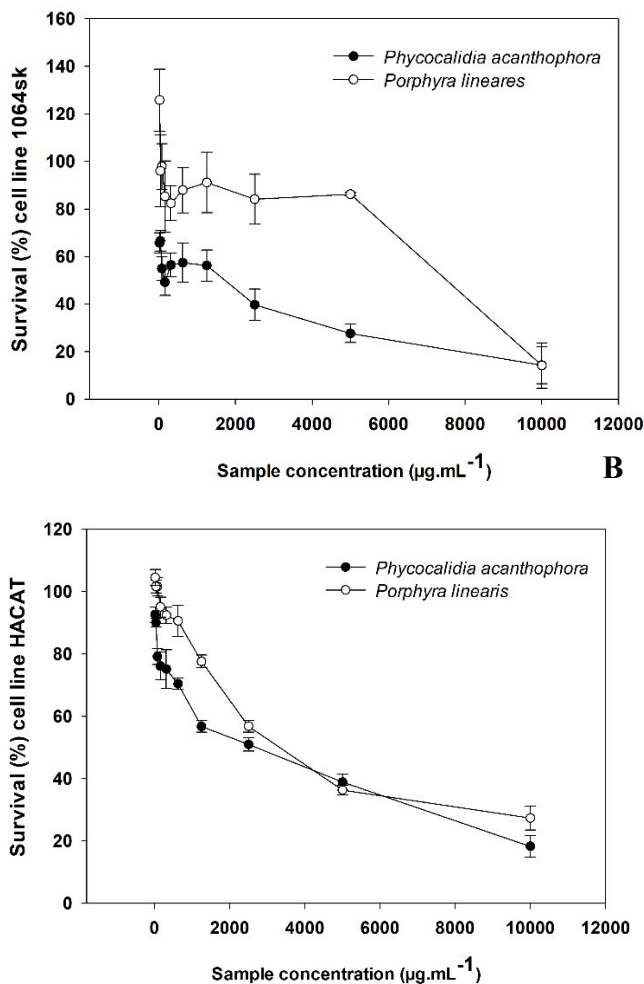 160
140
120
100
80
60
40
20
0
Survival (%) cell line 1064sk
Phycocalidia acanthophora
Porphyra lineares
0 2000 4000 6000 8000 10000 12000
Sample concentration (µg.mL-1)
B
120
100
80
60
40
20
0
Survival (%) cell line HACAT
Phycocalidia acanthophora
Porphyra linearis
0 2000 4000 6000 8000 10000 12000
Sample concentration (µg.mL-1)